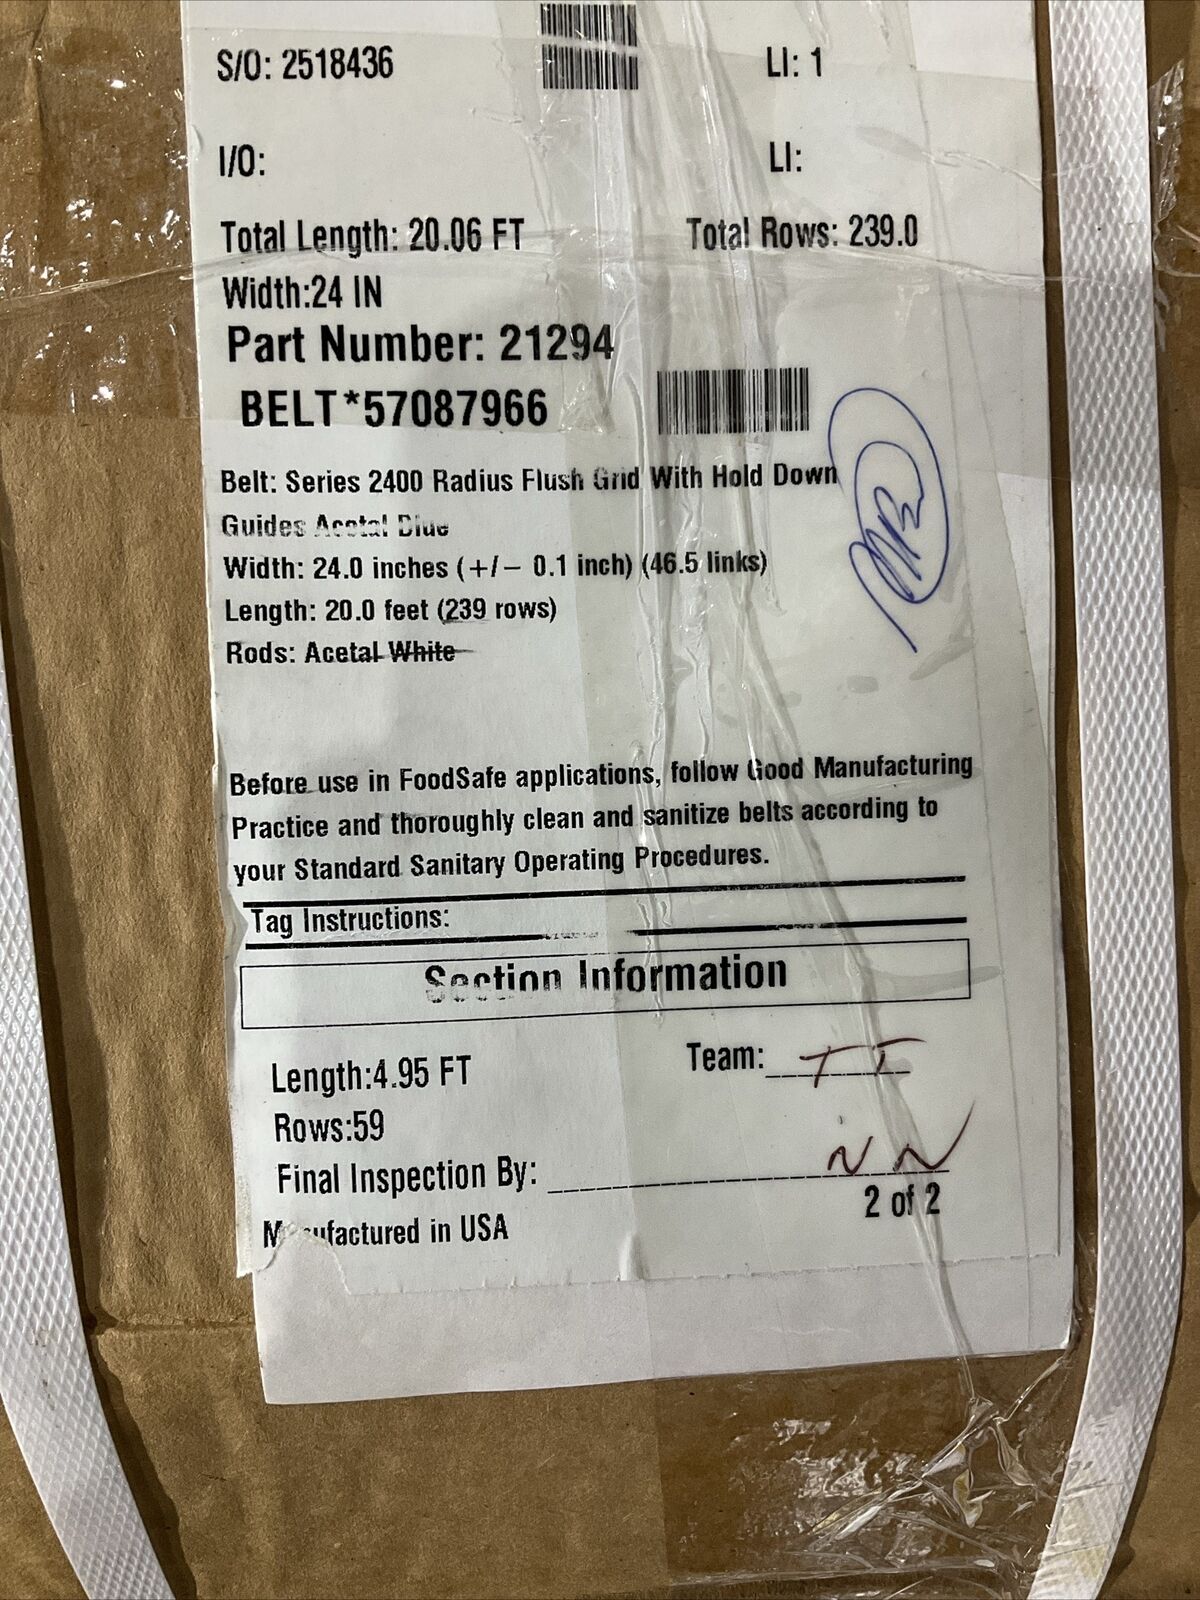 S/O: 2518436 LI: 1
I/O: LI:
Total Length: 20.06 FT Total Rows: 239.0
Width:24 IN
Part Number: 21294
BELT*57087966
Belt: Series 2400 Radius Flush Grid With Hold Down
Guides Acetal Blue
Width: 24.0 inches (+/- 0.1 inch) (46.5 links)
Length: 20.0 feet (239 rows)
Rods: Acetal White
Before use in FoodSafe applications, follow Good Manufacturing
Practice and thoroughly clean and sanitize belts according to
your Standard Sanitary Operating Procedures.
Tag Instructions:
Section Information
Length:4.95 FT Team: TT
Rows:59
Final Inspection By: NN
2 of 2
Manufactured in USA